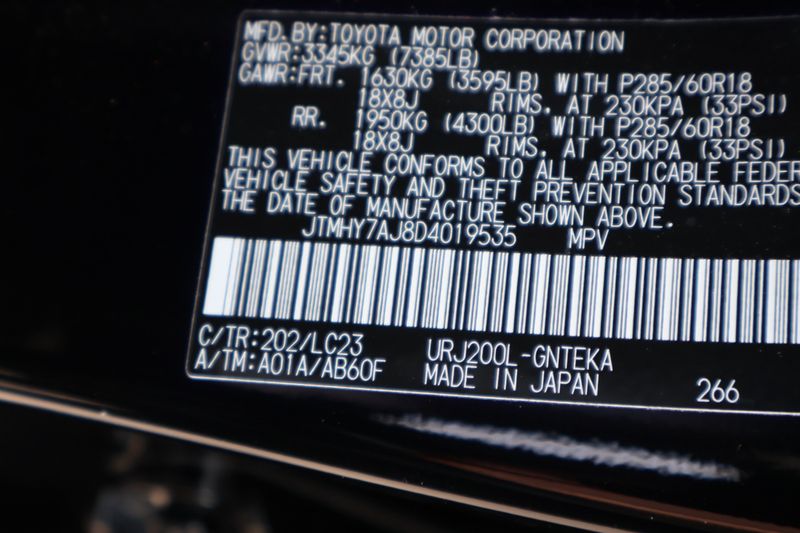 MFD.BY:TOYOTA MOTOR CORPORATION
GVWR:3345KG (7385LB)
GAWR:FRT. 1630KG (3595LB) WITH P285/60R18
18X8J RIMS. AT 230KPA (33PSI)
RR. 1950KG (4300LB) WITH P285/60R18
18X8J RIMS. AT 230KPA (33PSI)
THIS VEHICLE CONFORMS TO ALL APPLICABLE FEDER
VEHICLE SAFETY AND THEFT PREVENTION STANDARDS
THE DATE OF MANUFACTURE SHOWN ABOVE.
JTMHY7AJ8D4019535 MPV
C/TR:202/LC23 URJ200L-GNTEKA
A/TM:A01A/AB60F MADE IN JAPAN 266